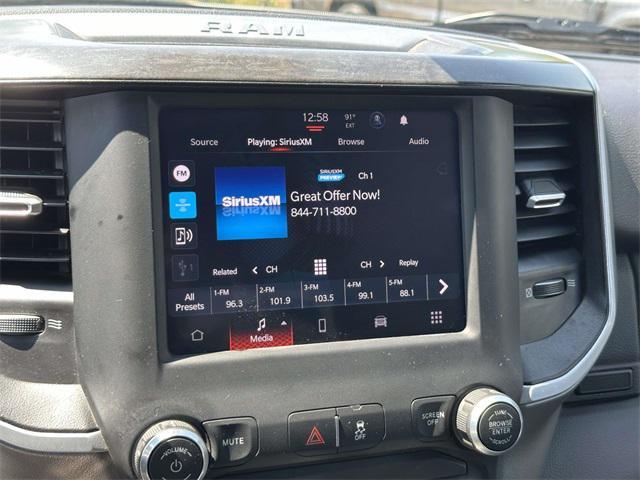 RAM
12:58 91° EXT
Source Playing: SiriusXM Browse Audio
FM
SIRIUSXM PREVIEW Ch 1
SiriusXM
Great Offer Now!
844-711-8800
1
Related < CH CH > Replay
All Presets
1-FM 2-FM 3-FM 4-FM 5-FM
96.3 101.9 103.5 99.1 88.1
Media
VOLUME
MUTE
OFF
SCREEN OFF
TUNE
BROWSE
ENTER
SCROLL